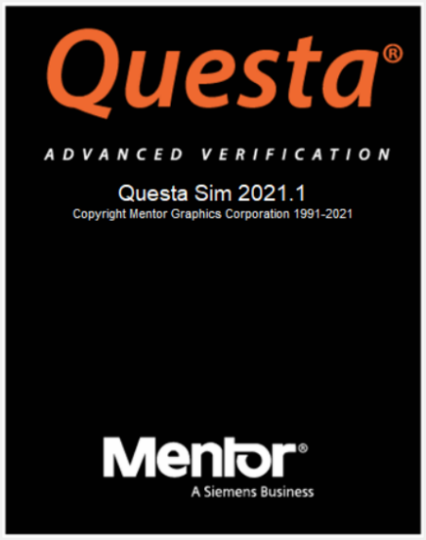 Questa®
ADVANCED VERIFICATION
Questa Sim 2021.1
Copyright Mentor Graphics Corporation 1991-2021
Mentor®
A Siemens Business